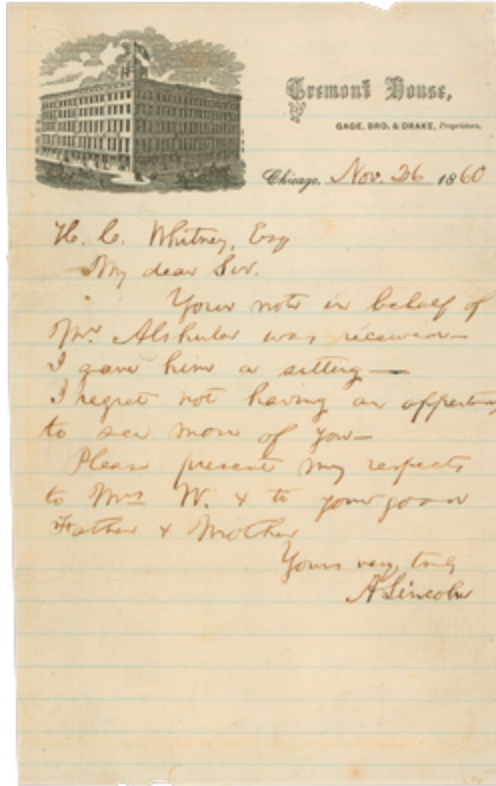 Tremont House,
GAGE, BRO. & DRAKE, Proprietors,
Chicago, Nov. 26 1860
H. C. Whitney, Esq
My dear Sir.
Your note in behalf of
Mr Alshuler was received—
I gave him a sitting—
I regret not having an opportun
to see more of you—
Please present my respects
to Mrs W. & to your good
Father & Mother
Yours very truly
A Lincoln